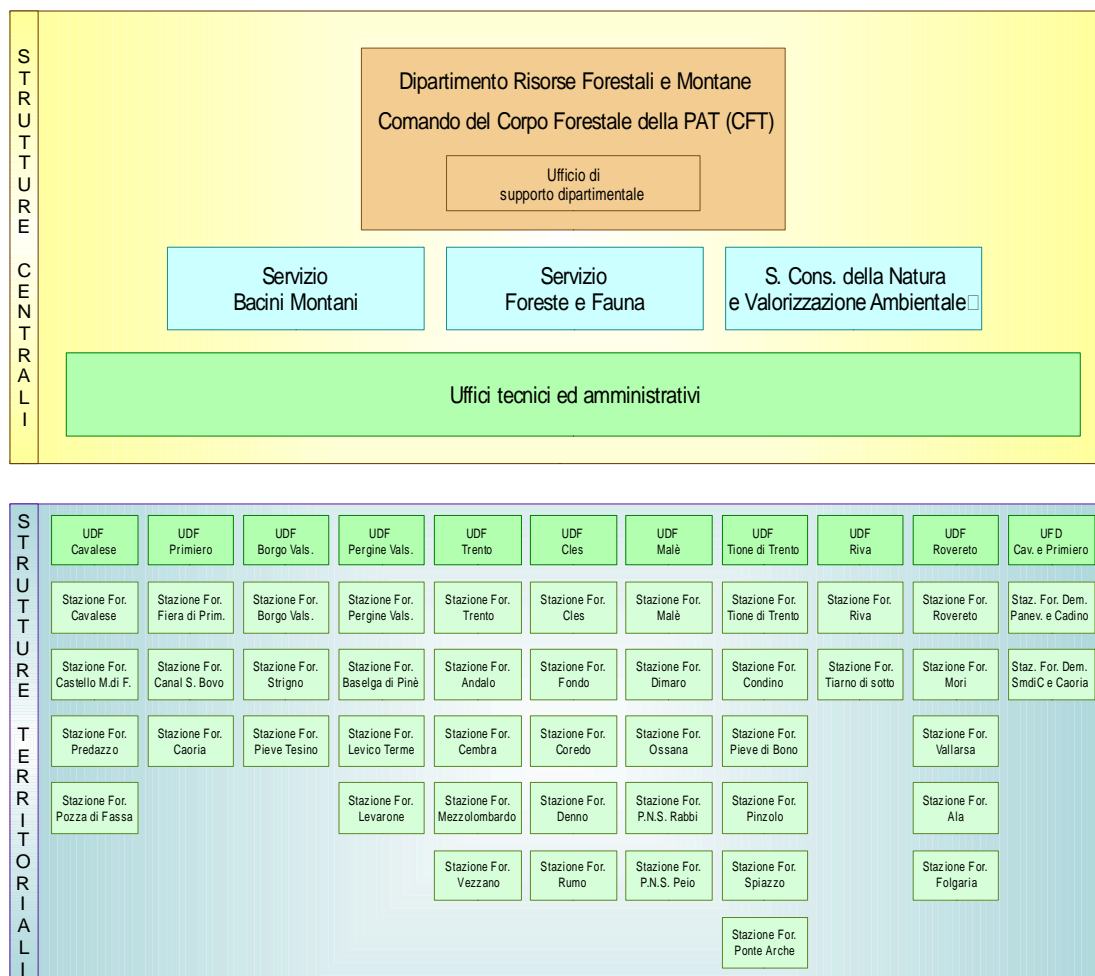 STRUTTURE CENTRALI
Dipartimento Risorse Forestali e Montane
Comando del Corpo Forestale della PAT (CFT)
Ufficio di
supporto dipartimentale
Servizio
Bacini Montani
Servizio
Foreste e Fauna
S. Cons. della Natura
e Valorizzazione Ambientale
Uffici tecnici ed amministrativi
STRUTTURE TERRITORIALI
UDF
Cavalese
UDF
Primiero
UDF
Borgo Vals.
UDF
Pergine Vals.
UDF
Trento
UDF
Cles
UDF
Malè
UDF
Tione di Trento
UDF
Riva
UDF
Rovereto
UFD
Cav. e Primiero
Stazione For.
Cavalese
Stazione For.
Fiera di Prim.
Stazione For.
Borgo Vals.
Stazione For.
Pergine Vals.
Stazione For.
Trento
Stazione For.
Cles
Stazione For.
Malè
Stazione For.
Tione di Trento
Stazione For.
Riva
Stazione For.
Rovereto
Staz. For. Dem.
Panev. e Cadino
Stazione For.
Castello M.di F.
Stazione For.
Canal S. Bovo
Stazione For.
Strigno
Stazione For.
Baselga di Pinè
Stazione For.
Andalo
Stazione For.
Fondo
Stazione For.
Dimaro
Stazione For.
Condino
Stazione For.
Tiarno di sotto
Stazione For.
Mori
Staz. For. Dem.
SmdiC e Caoria
Stazione For.
Predazzo
Stazione For.
Caoria
Stazione For.
Pieve Tesino
Stazione For.
Levico Terme
Stazione For.
Cembra
Stazione For.
Coredo
Stazione For.
Ossana
Stazione For.
Pieve di Bono
Stazione For.
Vallarsa
Stazione For.
Pozza di Fassa
Stazione For.
Levarone
Stazione For.
Mezzolombardo
Stazione For.
Denno
Stazione For.
P.N.S. Rabbi
Stazione For.
Pinzolo
Stazione For.
Ala
Stazione For.
Vezzano
Stazione For.
Rumo
Stazione For.
P.N.S. Peio
Stazione For.
Spiazzo
Stazione For.
Folgaria
Stazione For.
Ponte Arche